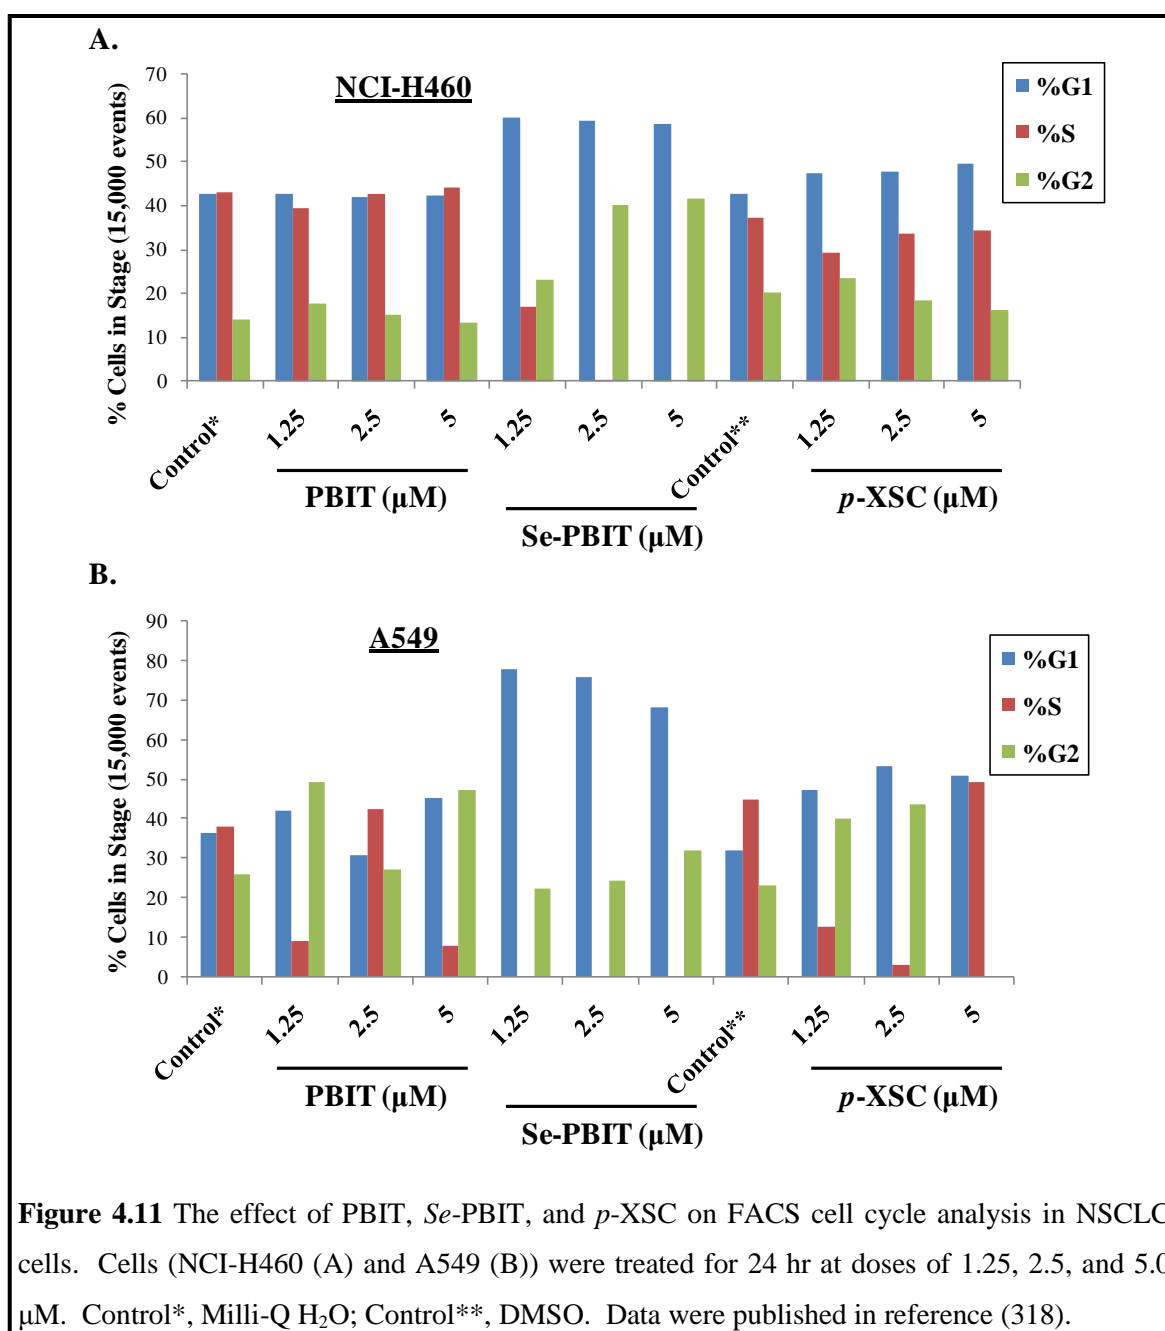 A.
NCI-H460
70
60
50
40
30
20
10
0
% Cells in Stage (15,000 events)
%G1
%S
%G2
Control* 1.25 2.5 5 1.25 2.5 5 Control** 1.25 2.5 5
PBIT (μM)
Se-PBIT (μM)
p-XSC (μM)
B.
A549
90
80
70
60
50
40
30
20
10
0
% Cells in Stage (15,000 events)
%G1
%S
%G2
Control* 1.25 2.5 5 1.25 2.5 5 Control** 1.25 2.5 5
PBIT (μM)
Se-PBIT (μM)
p-XSC (μM)
Figure 4.11 The effect of PBIT, Se-PBIT, and p-XSC on FACS cell cycle analysis in NSCLC
cells. Cells (NCI-H460 (A) and A549 (B)) were treated for 24 hr at doses of 1.25, 2.5, and 5.0
μM. Control*, Milli-Q H₂O; Control**, DMSO. Data were published in reference (318).